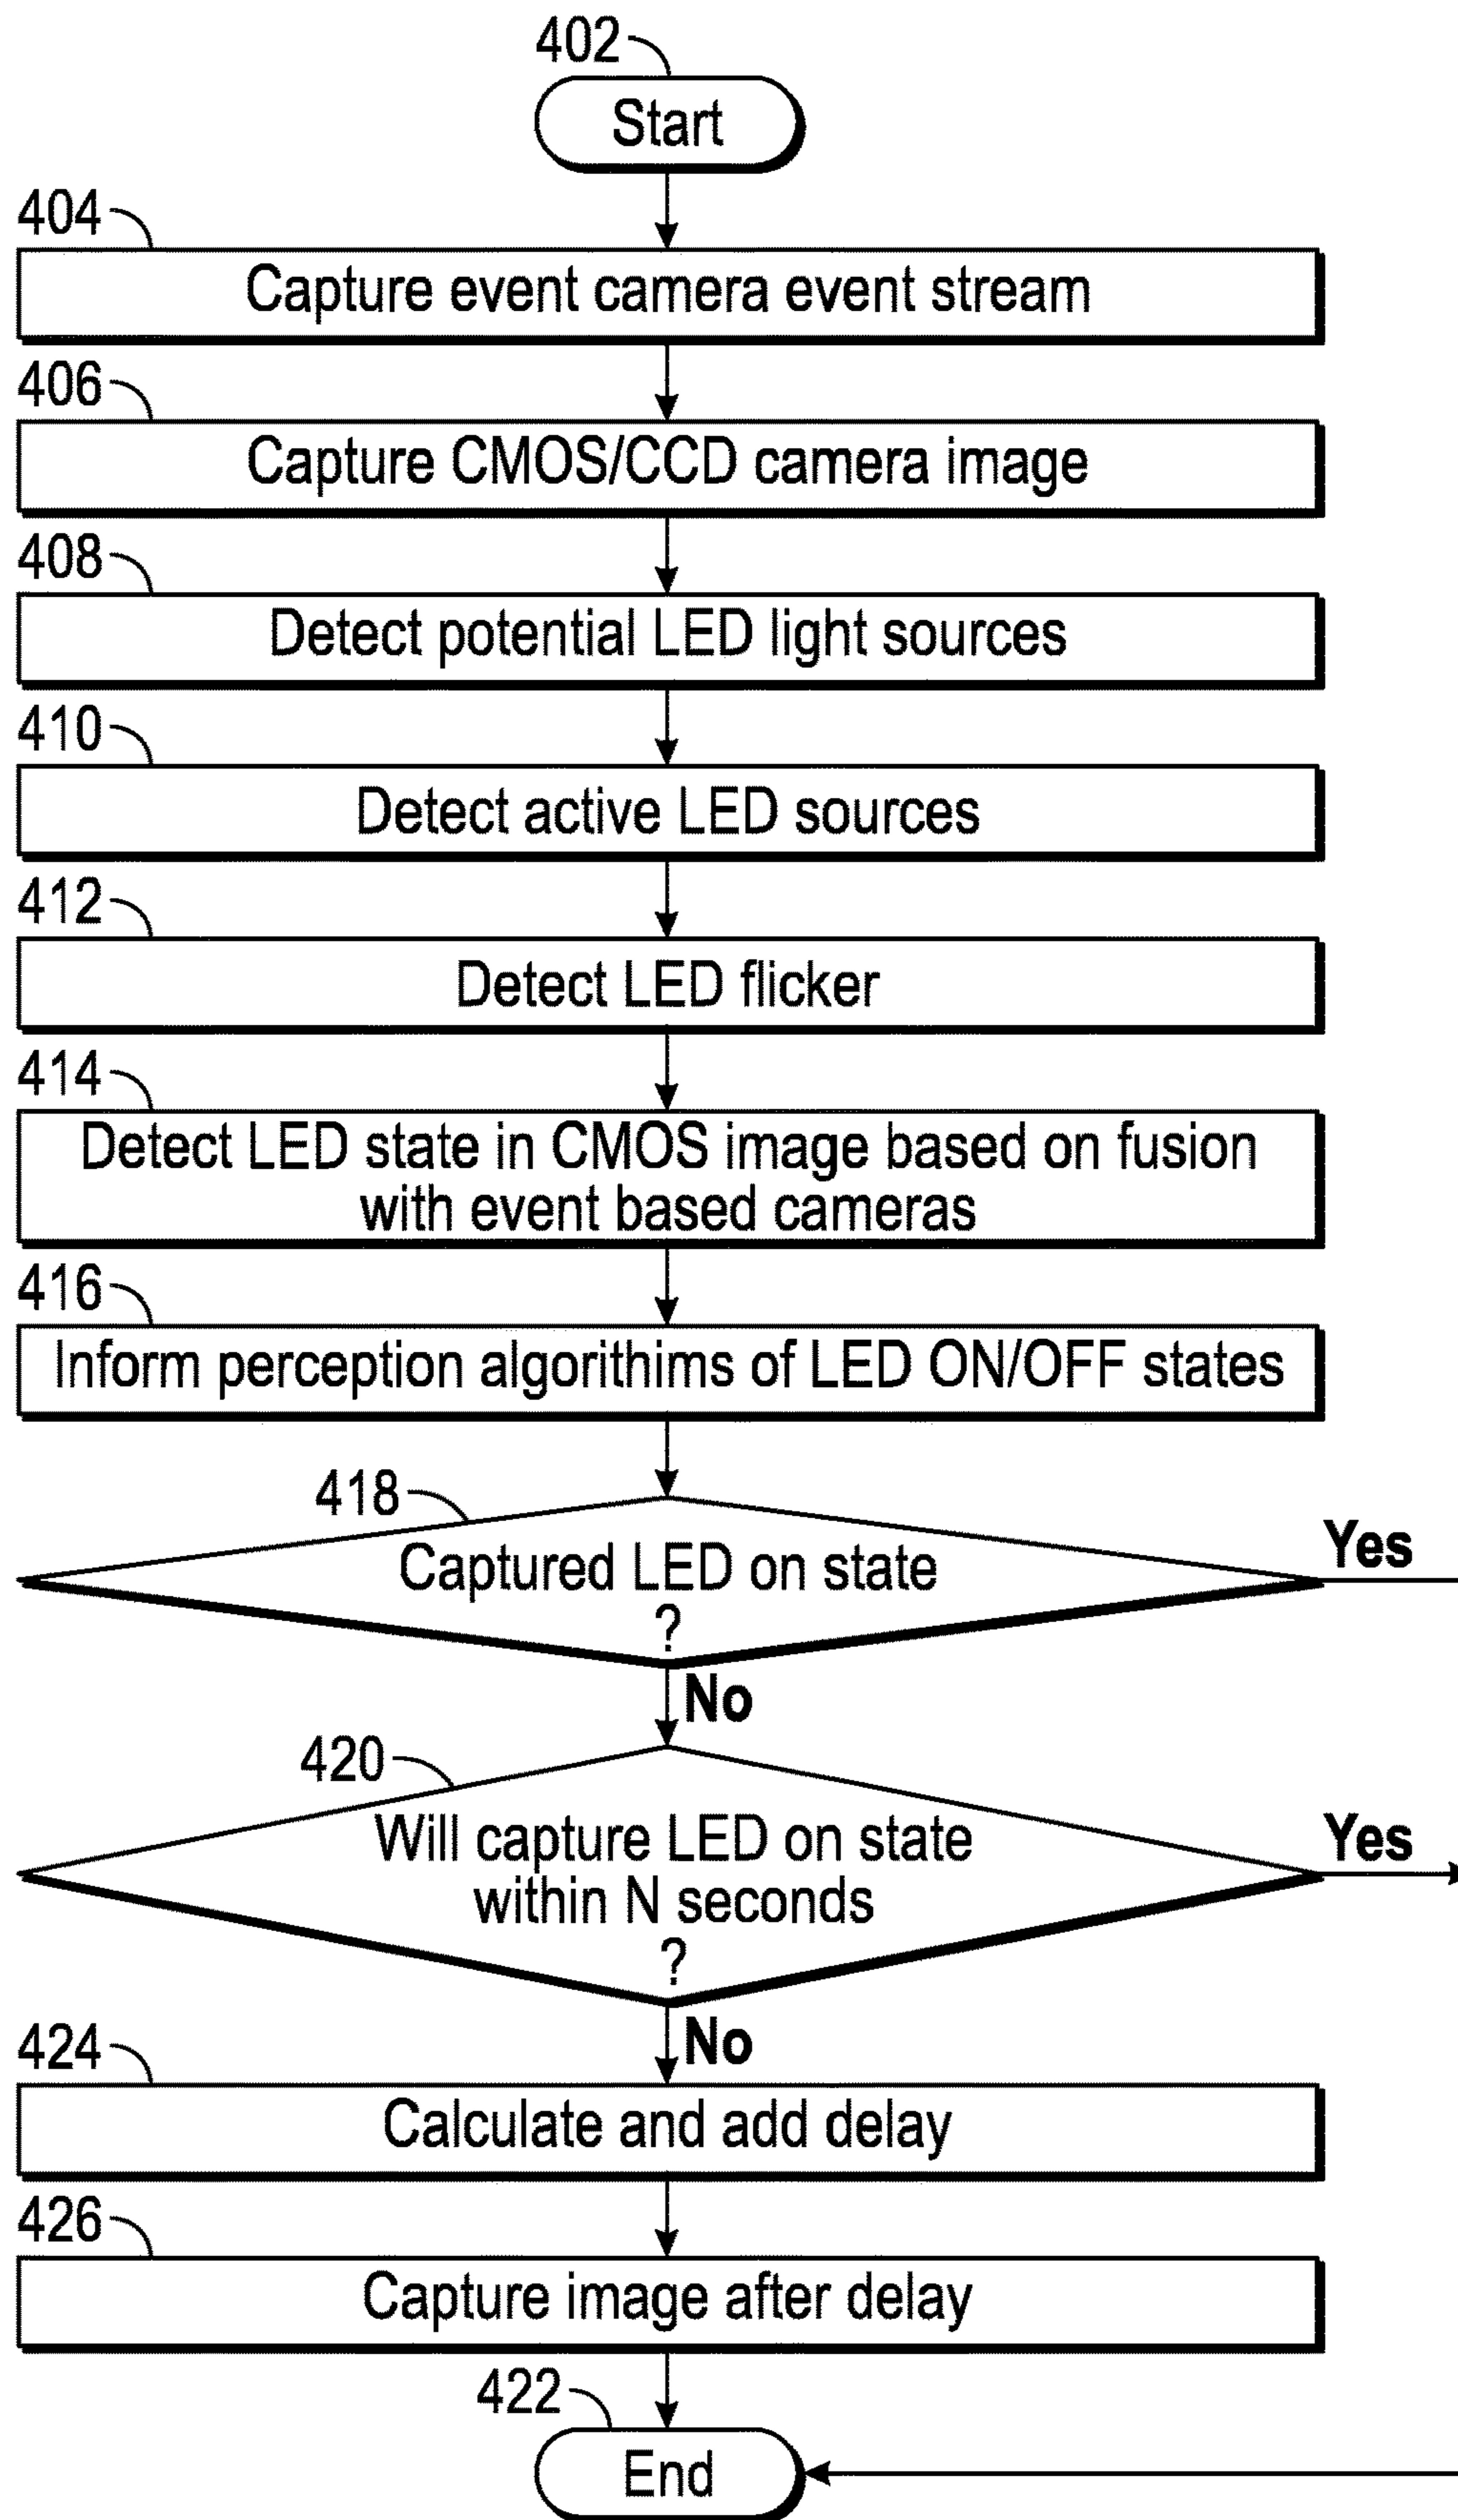 402
Start
404
Capture event camera event stream
406
Capture CMOS/CCD camera image
408
Detect potential LED light sources
410
Detect active LED sources
412
Detect LED flicker
414
Detect LED state in CMOS image based on fusion
with event based cameras
416
Inform perception algorithims of LED ON/OFF states
418
Captured LED on state
?
Yes
No
420
Will capture LED on state
within N seconds
?
Yes
No
424
Calculate and add delay
426
Capture image after delay
422
End